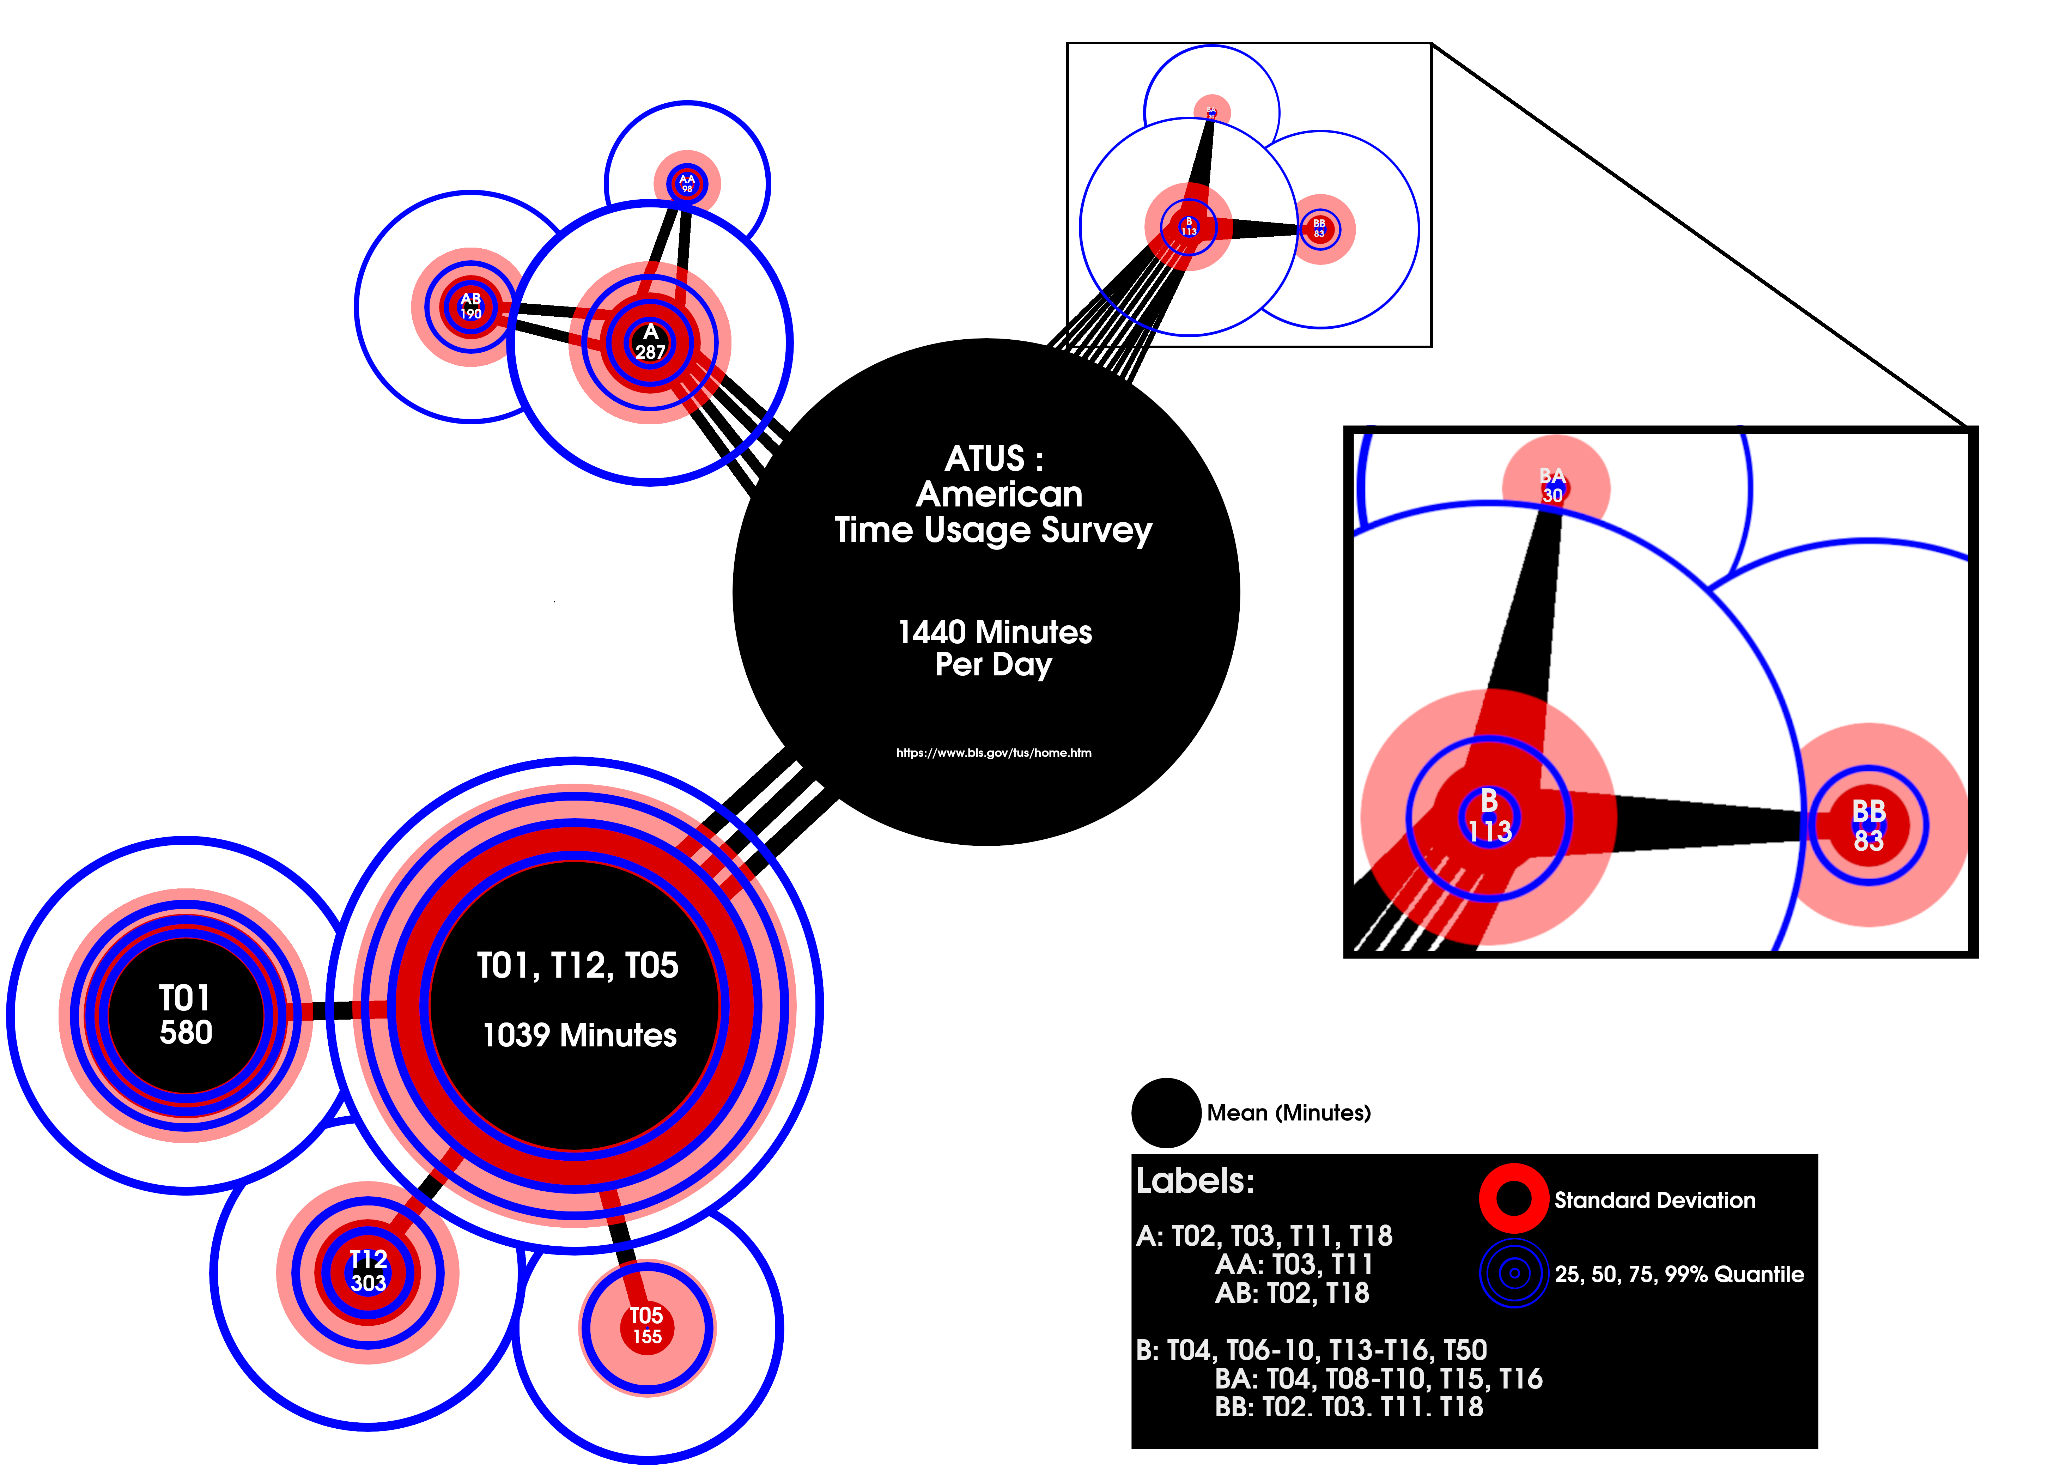 AA
98
AB
190
A
287
BA
B
113
BB
83
ATUS :
American
Time Usage Survey
1440 Minutes
Per Day
https://www.bls.gov/tus/home.htm
BA
30
B
113
BB
83
T01, T12, T05
1039 Minutes
T01
580
T12
303
T05
155
Mean (Minutes)
Labels:
Standard Deviation
25, 50, 75, 99% Quantile
A: T02, T03, T11, T18
AA: T03, T11
AB: T02, T18
B: T04, T06-10, T13-T16, T50
BA: T04, T08-T10, T15, T16
BB: T02, T03, T11, T18